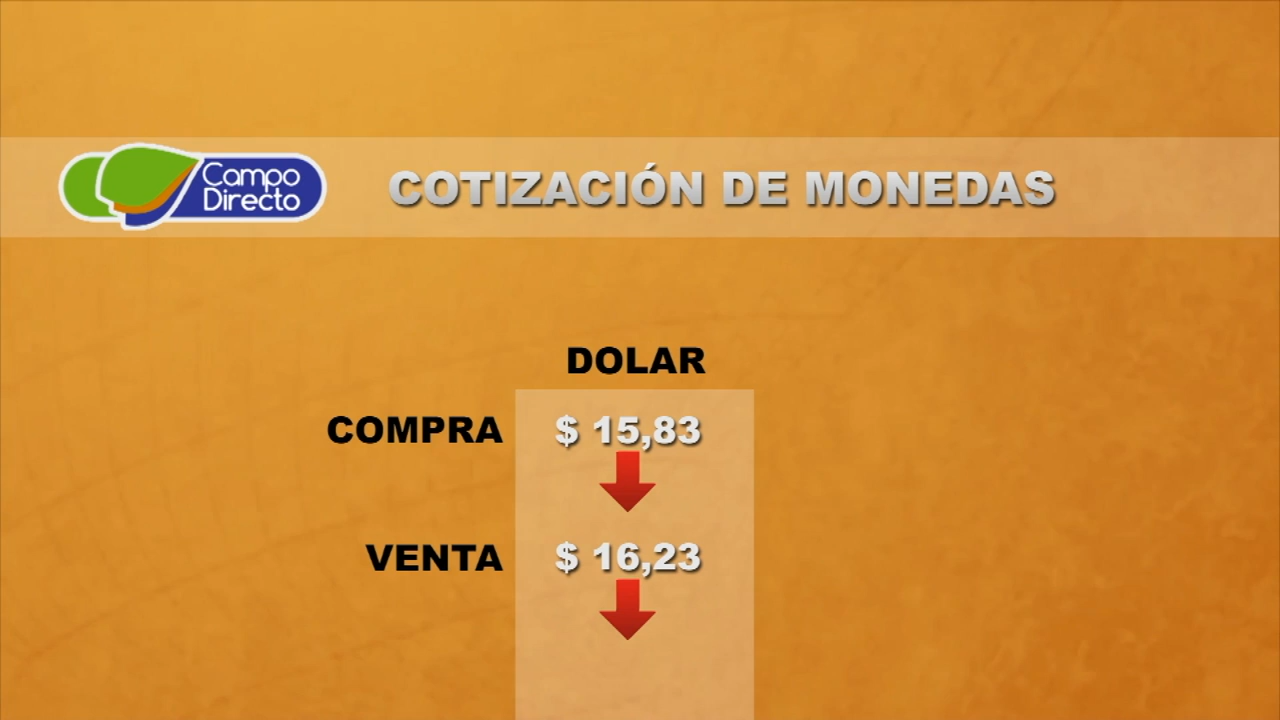 Campo
Directo
COTIZACIÓN DE MONEDAS
DOLAR
COMPRA $ 15,83
VENTA $ 16,23